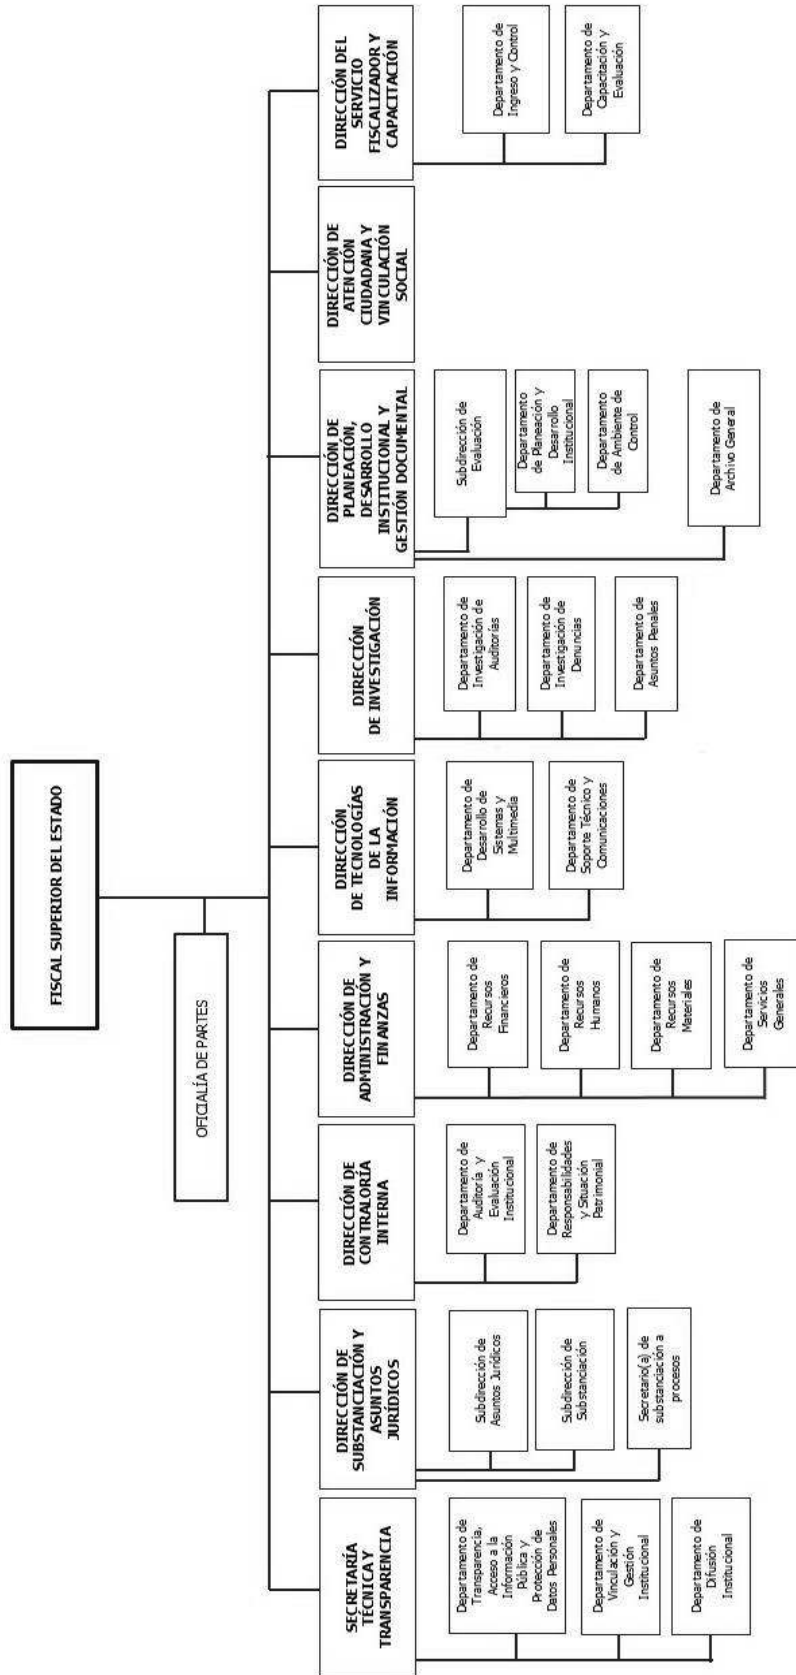 FISCAL SUPERIOR DEL ESTADO
OFICIALÍA DE PARTES
SECRETARÍA
TÉCNICA Y
TRANSPARENCIA
Departamento de
Transparencia,
Acceso a la
Información
Pública y
Protección de
Datos Personales
Departamento de
Vinculación y
Gestión
Institucional
Departamento de
Difusión
Institucional
DIRECCIÓN DE
SUBSTANCIACIÓN Y
ASUNTOS
JURÍDICOS
Subdirección de
Asuntos Jurídicos
Subdirección de
Substanciación
Secretario(a) de
substanciación a
procesos
DIRECCIÓN DE
CONTRALORÍA
INTERNA
Departamento de
Auditoría y
Evaluación
Institucional
Departamento de
Responsabilidades
y Situación
Patrimonial
DIRECCIÓN DE
ADMINISTRACIÓN Y
FINANZAS
Departamento de
Recursos
Financieros
Departamento de
Recursos
Humanos
Departamento de
Recursos
Materiales
Departamento de
Servicios
Generales
DIRECCIÓN
DE TECNOLOGÍAS
DE LA
INFORMACIÓN
Departamento de
Desarrollo de
Sistemas y
Multimedia
Departamento de
Soporte Técnico y
Comunicaciones
DIRECCIÓN
DE INVESTIGACIÓN
Departamento de
Investigación de
Auditorías
Departamento de
Investigación de
Denuncias
Departamento de
Asuntos Penales
DIRECCIÓN DE
PLANEACIÓN,
DESARROLLO
INSTITUCIONAL Y
GESTIÓN DOCUMENTAL
Subdirección de
Evaluación
Departamento
de Planeación y
Desarrollo
Institucional
Departamento
de Ambiente de
Control
Departamento de
Archivo General
DIRECCIÓN DE
ATENCIÓN
CIUDADANA Y
VINCULACIÓN
SOCIAL
DIRECCIÓN DEL
SERVICIO
FISCALIZADOR Y
CAPACITACIÓN
Departamento de
Ingreso y Control
Departamento de
Capacitación y
Evaluación